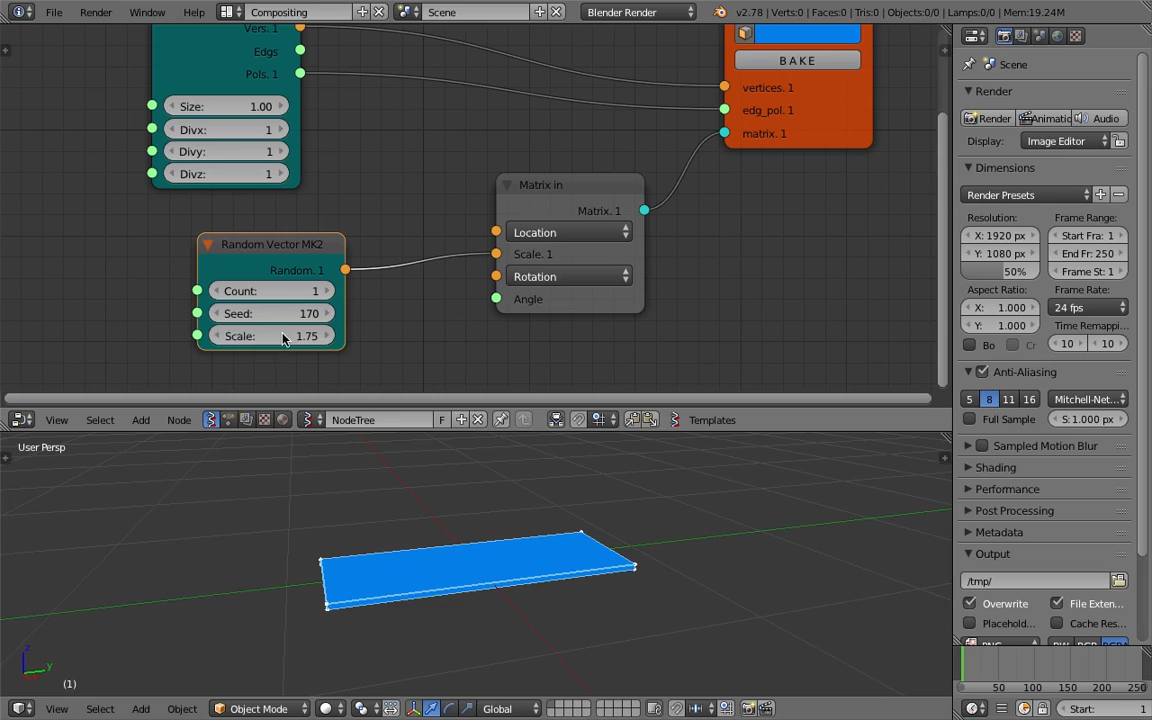 File Render Window Help Compositing Scene Blender Render v2.78 | Verts:0 | Faces:0 | Tris:0 | Objects:0/0 | Lamps:0/0 | Mem:19.24M
Vers. 1
Edgs
Pols. 1
Size: 1.00
Divx: 1
Divy: 1
Divz: 1
BAKE
vertices. 1
edg_pol. 1
matrix. 1
Matrix in
Matrix. 1
Location
Scale. 1
Rotation
Angle
Random Vector MK2
Random. 1
Count: 1
Seed: 170
Scale: 1.75
View Select Add Node NodeTree F Templates
User Persp
z
y
(1)
View Select Add Object Object Mode Global
Scene
Render
Render Animatic Audio
Display: Image Editor
Dimensions
Render Presets
Resolution: Frame Range:
X: 1920 px Start Fra: 1
Y: 1080 px End Fr: 250
50% Frame St: 1
Aspect Ratio: Frame Rate:
X: 1.000 24 fps
Y: 1.000 Time Remappi...
Bo Cr 10 10
Anti-Aliasing
5 8 11 16 Mitchell-Net...
Full Sample S: 1.000 px
Sampled Motion Blur
Shading
Performance
Post Processing
Metadata
Output
/tmp/
Overwrite File Exten...
Placehold... Cache Res...
50 100 150 200 250
Start: 1